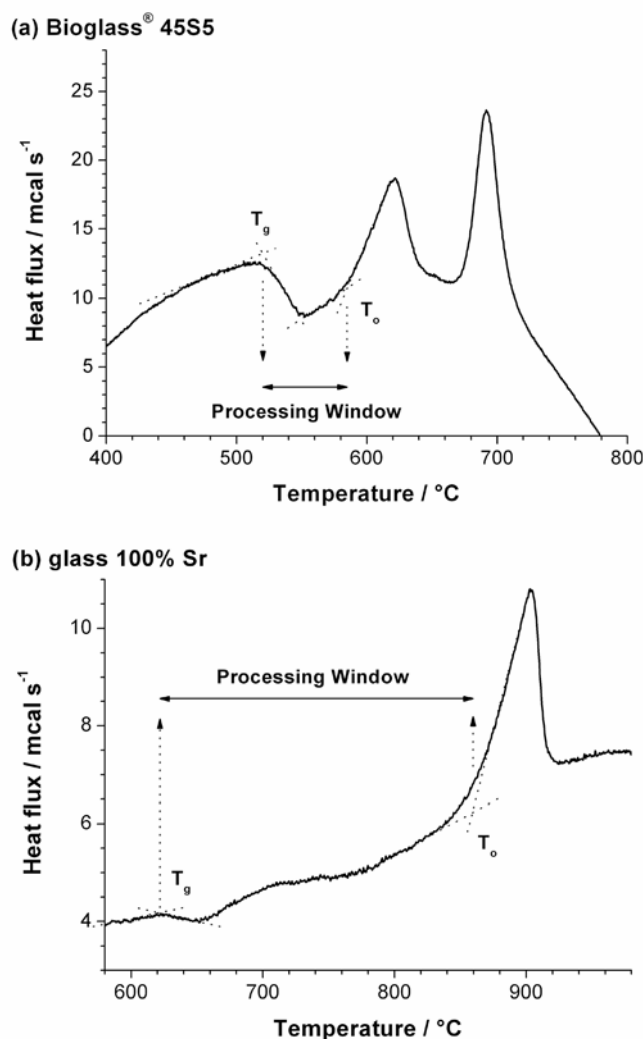 (a) Bioglass® 45S5
25
20
15
10
5
0
Heat flux / mcal s⁻¹
Tg
To
Processing Window
400 500 600 700 800
Temperature / °C
(b) glass 100% Sr
10
8
6
4
Heat flux / mcal s⁻¹
Processing Window
Tg
To
600 700 800 900
Temperature / °C